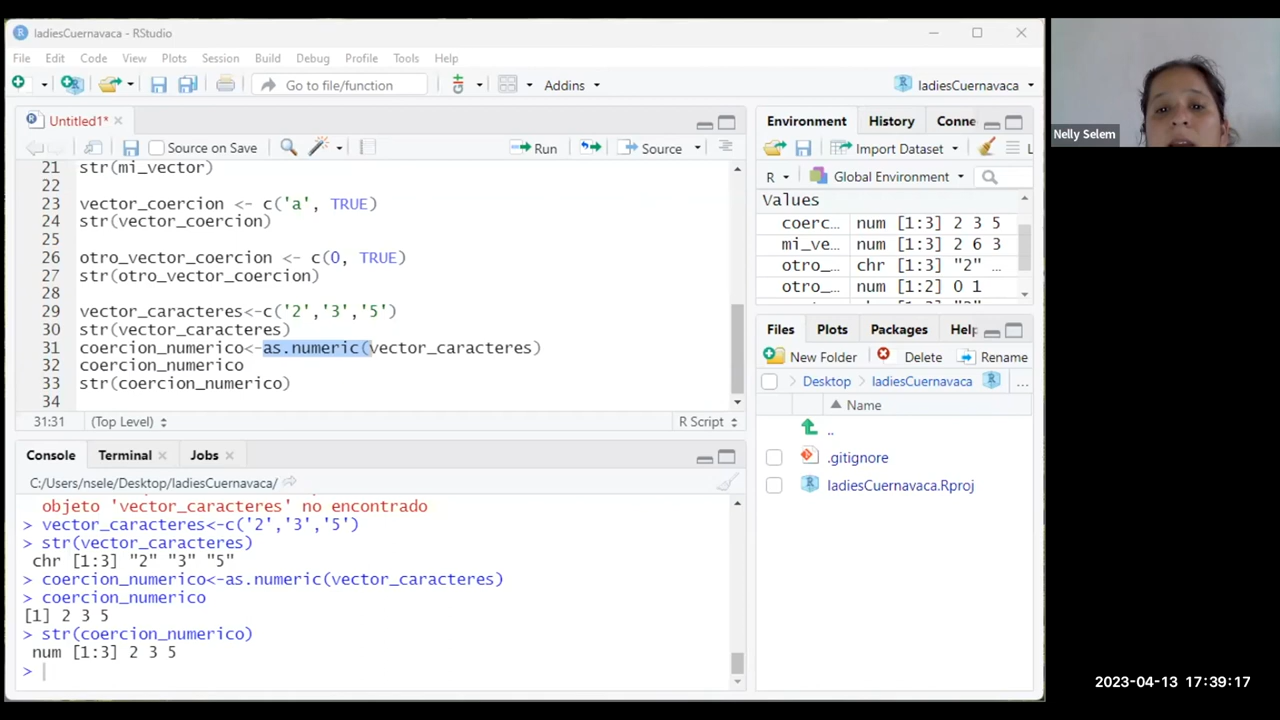 ladiesCuernavaca - RStudio
File Edit Code View Plots Session Build Debug Profile Tools Help
Go to file/function
Addins
ladiesCuernavaca
Untitled1*
Source on Save
Run
Source
21 str(mi_vector)
22
23 vector_coercion <- c('a', TRUE)
24 str(vector_coercion)
25
26 otro_vector_coercion <- c(0, TRUE)
27 str(otro_vector_coercion)
28
29 vector_caracteres<-c('2','3','5')
30 str(vector_caracteres)
31 coercion_numerico<-as.numeric(vector_caracteres)
32 coercion_numerico
33 str(coercion_numerico)
34
31:31 (Top Level) R Script
Console Terminal Jobs
C:/Users/nsele/Desktop/ladiesCuernavaca/
objeto 'vector_caracteres' no encontrado
> vector_caracteres<-c('2','3','5')
> str(vector_caracteres)
chr [1:3] "2" "3" "5"
> coercion_numerico<-as.numeric(vector_caracteres)
> coercion_numerico
[1] 2 3 5
> str(coercion_numerico)
num [1:3] 2 3 5
>
Environment History Conne
Import Dataset
R Global Environment
Values
coerc... num [1:3] 2 3 5
mi_ve... num [1:3] 2 6 3
otro_... chr [1:3] "2" ...
otro_... num [1:2] 0 1
Files Plots Packages Help
New Folder Delete Rename
Desktop ladiesCuernavaca ...
Name
..
.gitignore
ladiesCuernavaca.Rproj
Nelly Selem
2023-04-13 17:39:17